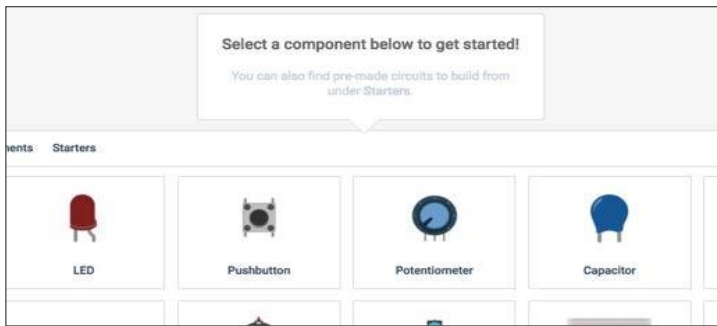 Select a component below to get started!
You can also find pre-made circuits to build from
under Starters.
nents Starters
LED Pushbutton Potentiometer Capacitor